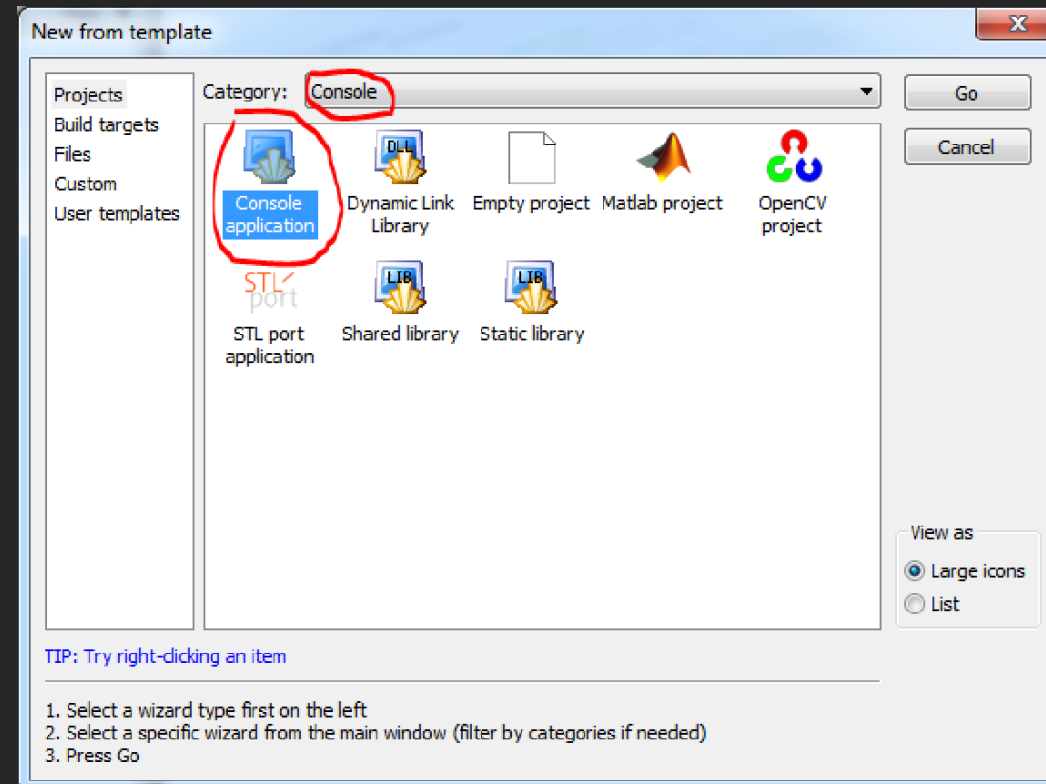 New from template
Projects
Build targets
Files
Custom
User templates
Category: Console
Go
Cancel
Console
application
DLL
Dynamic Link
Library
Empty project
Matlab project
OpenCV
project
STL
port
STL port
application
LIB
Shared library
LIB
Static library
View as
Large icons
List
TIP: Try right-clicking an item
1. Select a wizard type first on the left
2. Select a specific wizard from the main window (filter by categories if needed)
3. Press Go